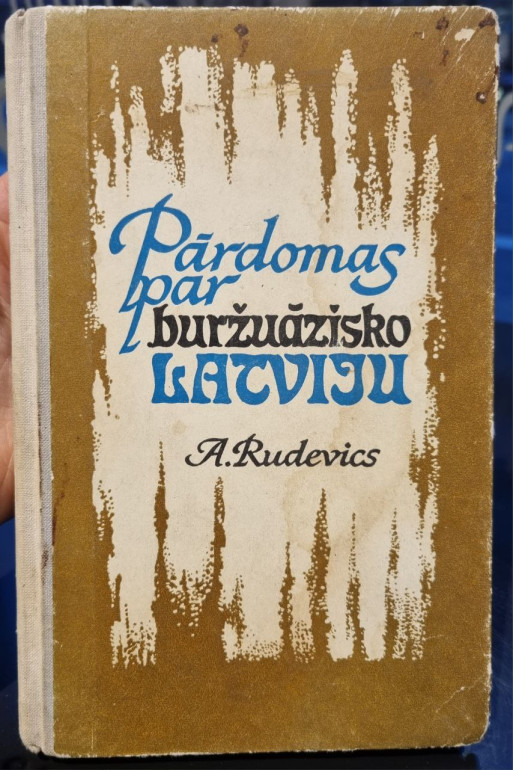 Pārdomas
par
buržuāzisko
LATVIJU
A. Rudevics